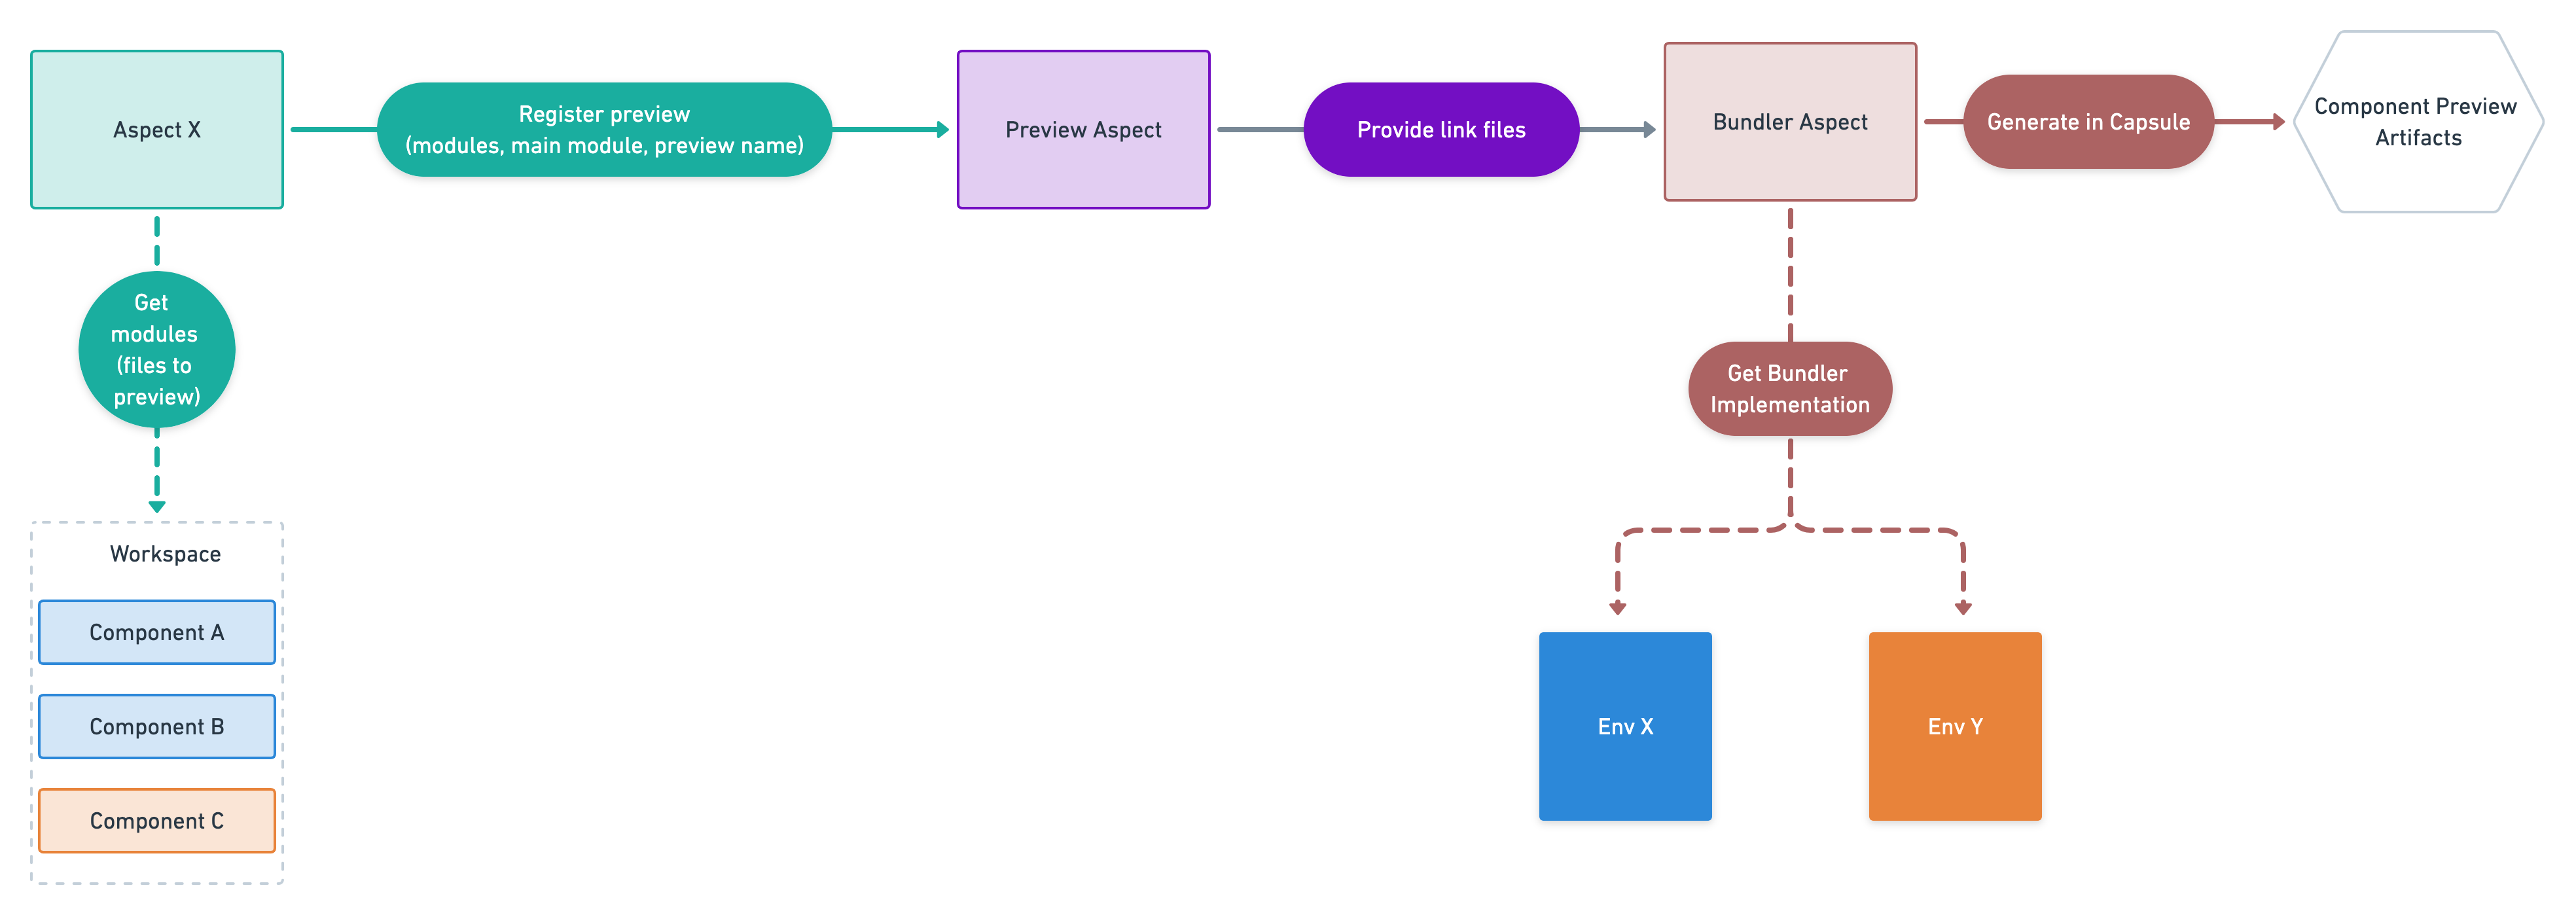 Aspect X
Register preview
(modules, main module, preview name)
Preview Aspect
Provide link files
Bundler Aspect
Generate in Capsule
Component Preview
Artifacts
Get
modules
(files to
preview)
Get Bundler
Implementation
Workspace
Component A
Component B
Component C
Env X
Env Y